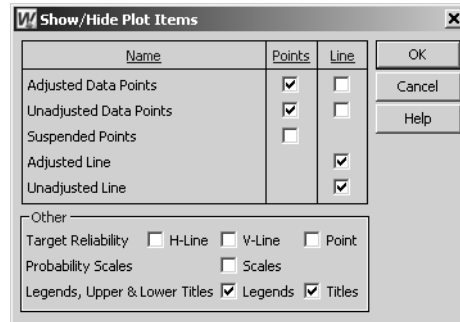 Show/Hide Plot Items
Name Points Line
Adjusted Data Points
Unadjusted Data Points
Suspended Points
Adjusted Line
Unadjusted Line
OK
Cancel
Help
Other
Target Reliability H-Line V-Line Point
Probability Scales Scales
Legends, Upper & Lower Titles Legends Titles